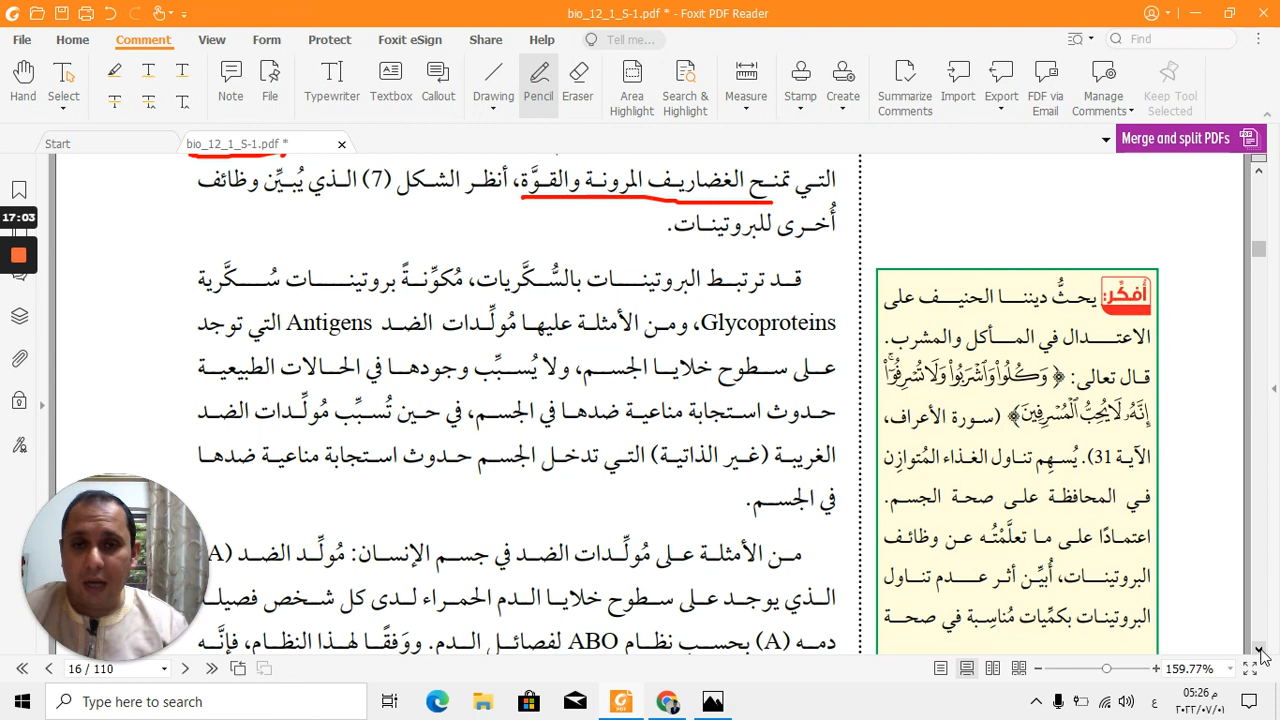 bio_12_1_S-1.pdf * - Foxit PDF Reader
File Home Comment View Form Protect Foxit eSign Share Help Tell me... Find
Hand Select Note File Typewriter Textbox Callout Drawing Pencil Eraser Area Highlight Search & Highlight Measure Stamp Create Summarize Comments Import Export FDF via Email Manage Comments Keep Tool Selected
Start bio_12_1_S-1.pdf * Merge and split PDFs
17:03
التي تمنح الغضاريف المرونة والقوَّة، أنظر الشكل (7) الذي يُبيِّن وظائف
أُخرى للبروتينات.
قد ترتبط البروتينات بالسُّكَّريات، مُكوِّنةً بروتينات سُكَّرية
Glycoproteins، ومن الأمثلة عليها مُولِّدات الضد Antigens التي توجد
على سطوح خلايا الجسم، ولا يُسبِّب وجودها في الحالات الطبيعية
حدوث استجابة مناعية ضدها في الجسم، في حين تُسبِّب مُولِّدات الضد
الغريبة (غير الذاتية) التي تدخل الجسم حدوث استجابة مناعية ضدها
في الجسم.
من الأمثلة على مُولِّدات الضد في جسم الإنسان: مُولِّد الضد (A
الذي يوجد على سطوح خلايا الدم الحمراء لدى كل شخص فصيلة
دمه (A) بحسب نظام ABO لفصائل الدم. ووَفقًا لهذا النظام، فإنَّه
أُفكِّر: يحثُّ ديننا الحنيف على
الاعتدال في المأكل والمشرب.
قال تعالى: ﴿ وَكُلُوا۟ وَٱشْرَبُوا۟ وَلَا تُسْرِفُوٓا۟ۚ
إِنَّهُۥ لَا يُحِبُّ ٱلْمُسْرِفِينَ﴾ (سورة الأعراف،
الآية 31). يُسهِم تناول الغذاء المُتوازِن
في المحافظة على صحة الجسم.
اعتمادًا على ما تعلَّمْتُه عن وظائف
البروتينات، أُبيِّن أثر عدم تناول
البروتينات بكمِّيات مُناسِبة في صحة
16 / 110 159.77%
Type here to search ع 05:26 م
٢٠٢٢/٠٧/٠١